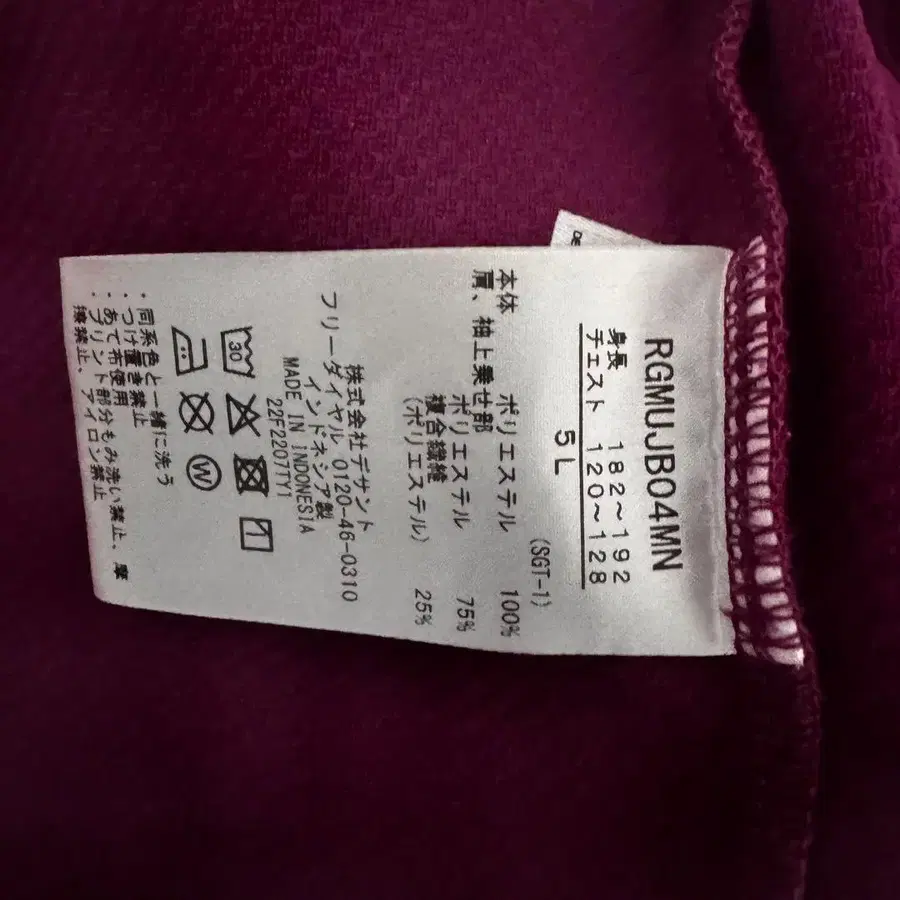 RGMUJB04MN
身長 182~192
チェスト 120~128
5L
(SGT-1)
本体 ポリエステル 100%
肩、袖上乗せ部
ポリエステル 75%
複合繊維
(ポリエステル) 25%
株式会社デサント
フリーダイヤル 0120-46-0310
インドネシア製
MADE IN INDONESIA
22F2207TY1
30
W
・同系色と一緒に洗う
・つけ置き禁止
・あて布使用
・プリント部分もみ洗い禁止、摩
擦禁止、アイロン禁止
DE